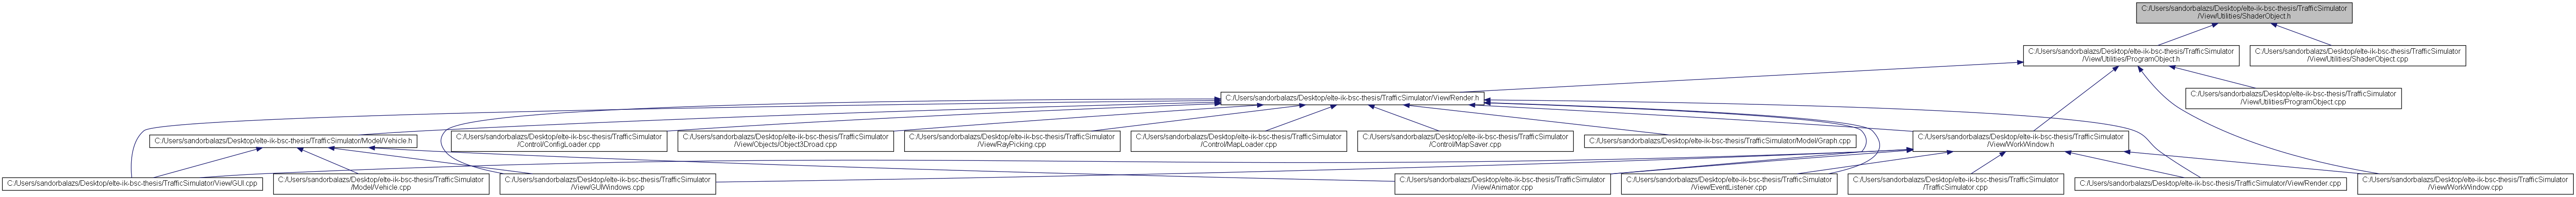 C:/Users/sandorbalazs/Desktop/elte-ik-bsc-thesis/TrafficSimulator
/View/Utilities/ShaderObject.h
C:/Users/sandorbalazs/Desktop/elte-ik-bsc-thesis/TrafficSimulator
/View/Utilities/ProgramObject.h
C:/Users/sandorbalazs/Desktop/elte-ik-bsc-thesis/TrafficSimulator
/View/Utilities/ShaderObject.cpp
C:/Users/sandorbalazs/Desktop/elte-ik-bsc-thesis/TrafficSimulator/View/Render.h
C:/Users/sandorbalazs/Desktop/elte-ik-bsc-thesis/TrafficSimulator
/View/Utilities/ProgramObject.cpp
C:/Users/sandorbalazs/Desktop/elte-ik-bsc-thesis/TrafficSimulator/Model/Vehicle.h
C:/Users/sandorbalazs/Desktop/elte-ik-bsc-thesis/TrafficSimulator
/Control/ConfigLoader.cpp
C:/Users/sandorbalazs/Desktop/elte-ik-bsc-thesis/TrafficSimulator
/View/Objects/Object3Droad.cpp
C:/Users/sandorbalazs/Desktop/elte-ik-bsc-thesis/TrafficSimulator
/View/RayPicking.cpp
C:/Users/sandorbalazs/Desktop/elte-ik-bsc-thesis/TrafficSimulator
/Control/MapLoader.cpp
C:/Users/sandorbalazs/Desktop/elte-ik-bsc-thesis/TrafficSimulator
/Control/MapSaver.cpp
C:/Users/sandorbalazs/Desktop/elte-ik-bsc-thesis/TrafficSimulator/Model/Graph.cpp
C:/Users/sandorbalazs/Desktop/elte-ik-bsc-thesis/TrafficSimulator
/View/WorkWindow.h
C:/Users/sandorbalazs/Desktop/elte-ik-bsc-thesis/TrafficSimulator/View/GUI.cpp
C:/Users/sandorbalazs/Desktop/elte-ik-bsc-thesis/TrafficSimulator
/Model/Vehicle.cpp
C:/Users/sandorbalazs/Desktop/elte-ik-bsc-thesis/TrafficSimulator
/View/GUIWindows.cpp
C:/Users/sandorbalazs/Desktop/elte-ik-bsc-thesis/TrafficSimulator
/View/Animator.cpp
C:/Users/sandorbalazs/Desktop/elte-ik-bsc-thesis/TrafficSimulator
/View/EventListener.cpp
C:/Users/sandorbalazs/Desktop/elte-ik-bsc-thesis/TrafficSimulator
/TrafficSimulator.cpp
C:/Users/sandorbalazs/Desktop/elte-ik-bsc-thesis/TrafficSimulator/View/Render.cpp
C:/Users/sandorbalazs/Desktop/elte-ik-bsc-thesis/TrafficSimulator
/View/WorkWindow.cpp